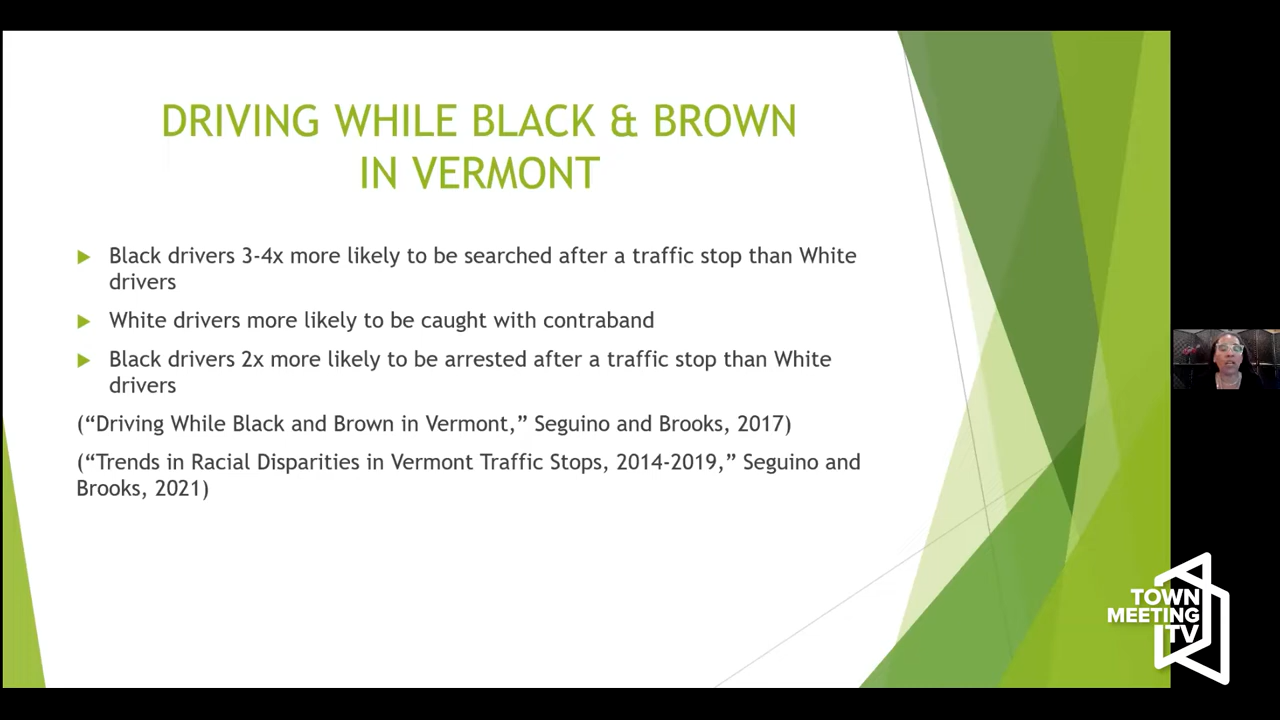 DRIVING WHILE BLACK & BROWN
IN VERMONT
Black drivers 3-4x more likely to be searched after a traffic stop than White
drivers
White drivers more likely to be caught with contraband
Black drivers 2x more likely to be arrested after a traffic stop than White
drivers
(“Driving While Black and Brown in Vermont,” Seguino and Brooks, 2017)
(“Trends in Racial Disparities in Vermont Traffic Stops, 2014-2019,” Seguino and
Brooks, 2021)
TOWN
MEETING
TV